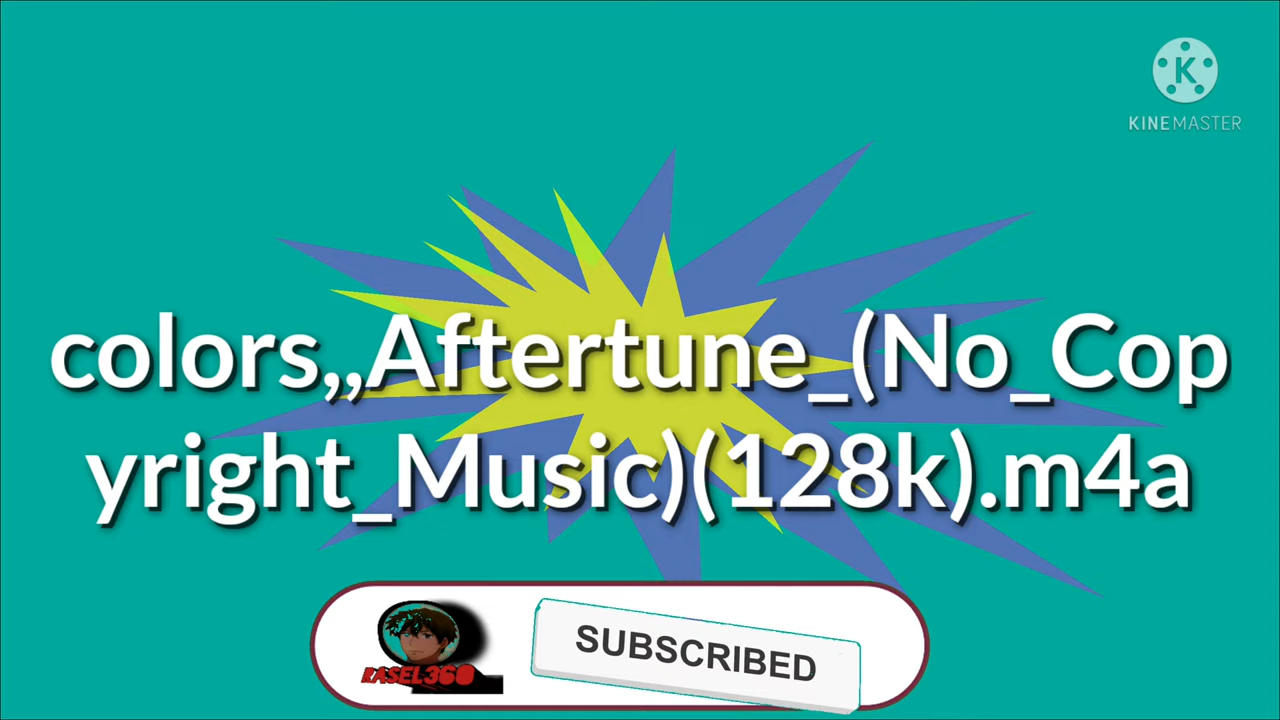 KINEMASTER
colors,,Aftertune_(No_Cop
yright_Music)(128k).m4a
RASEL360
SUBSCRIBED